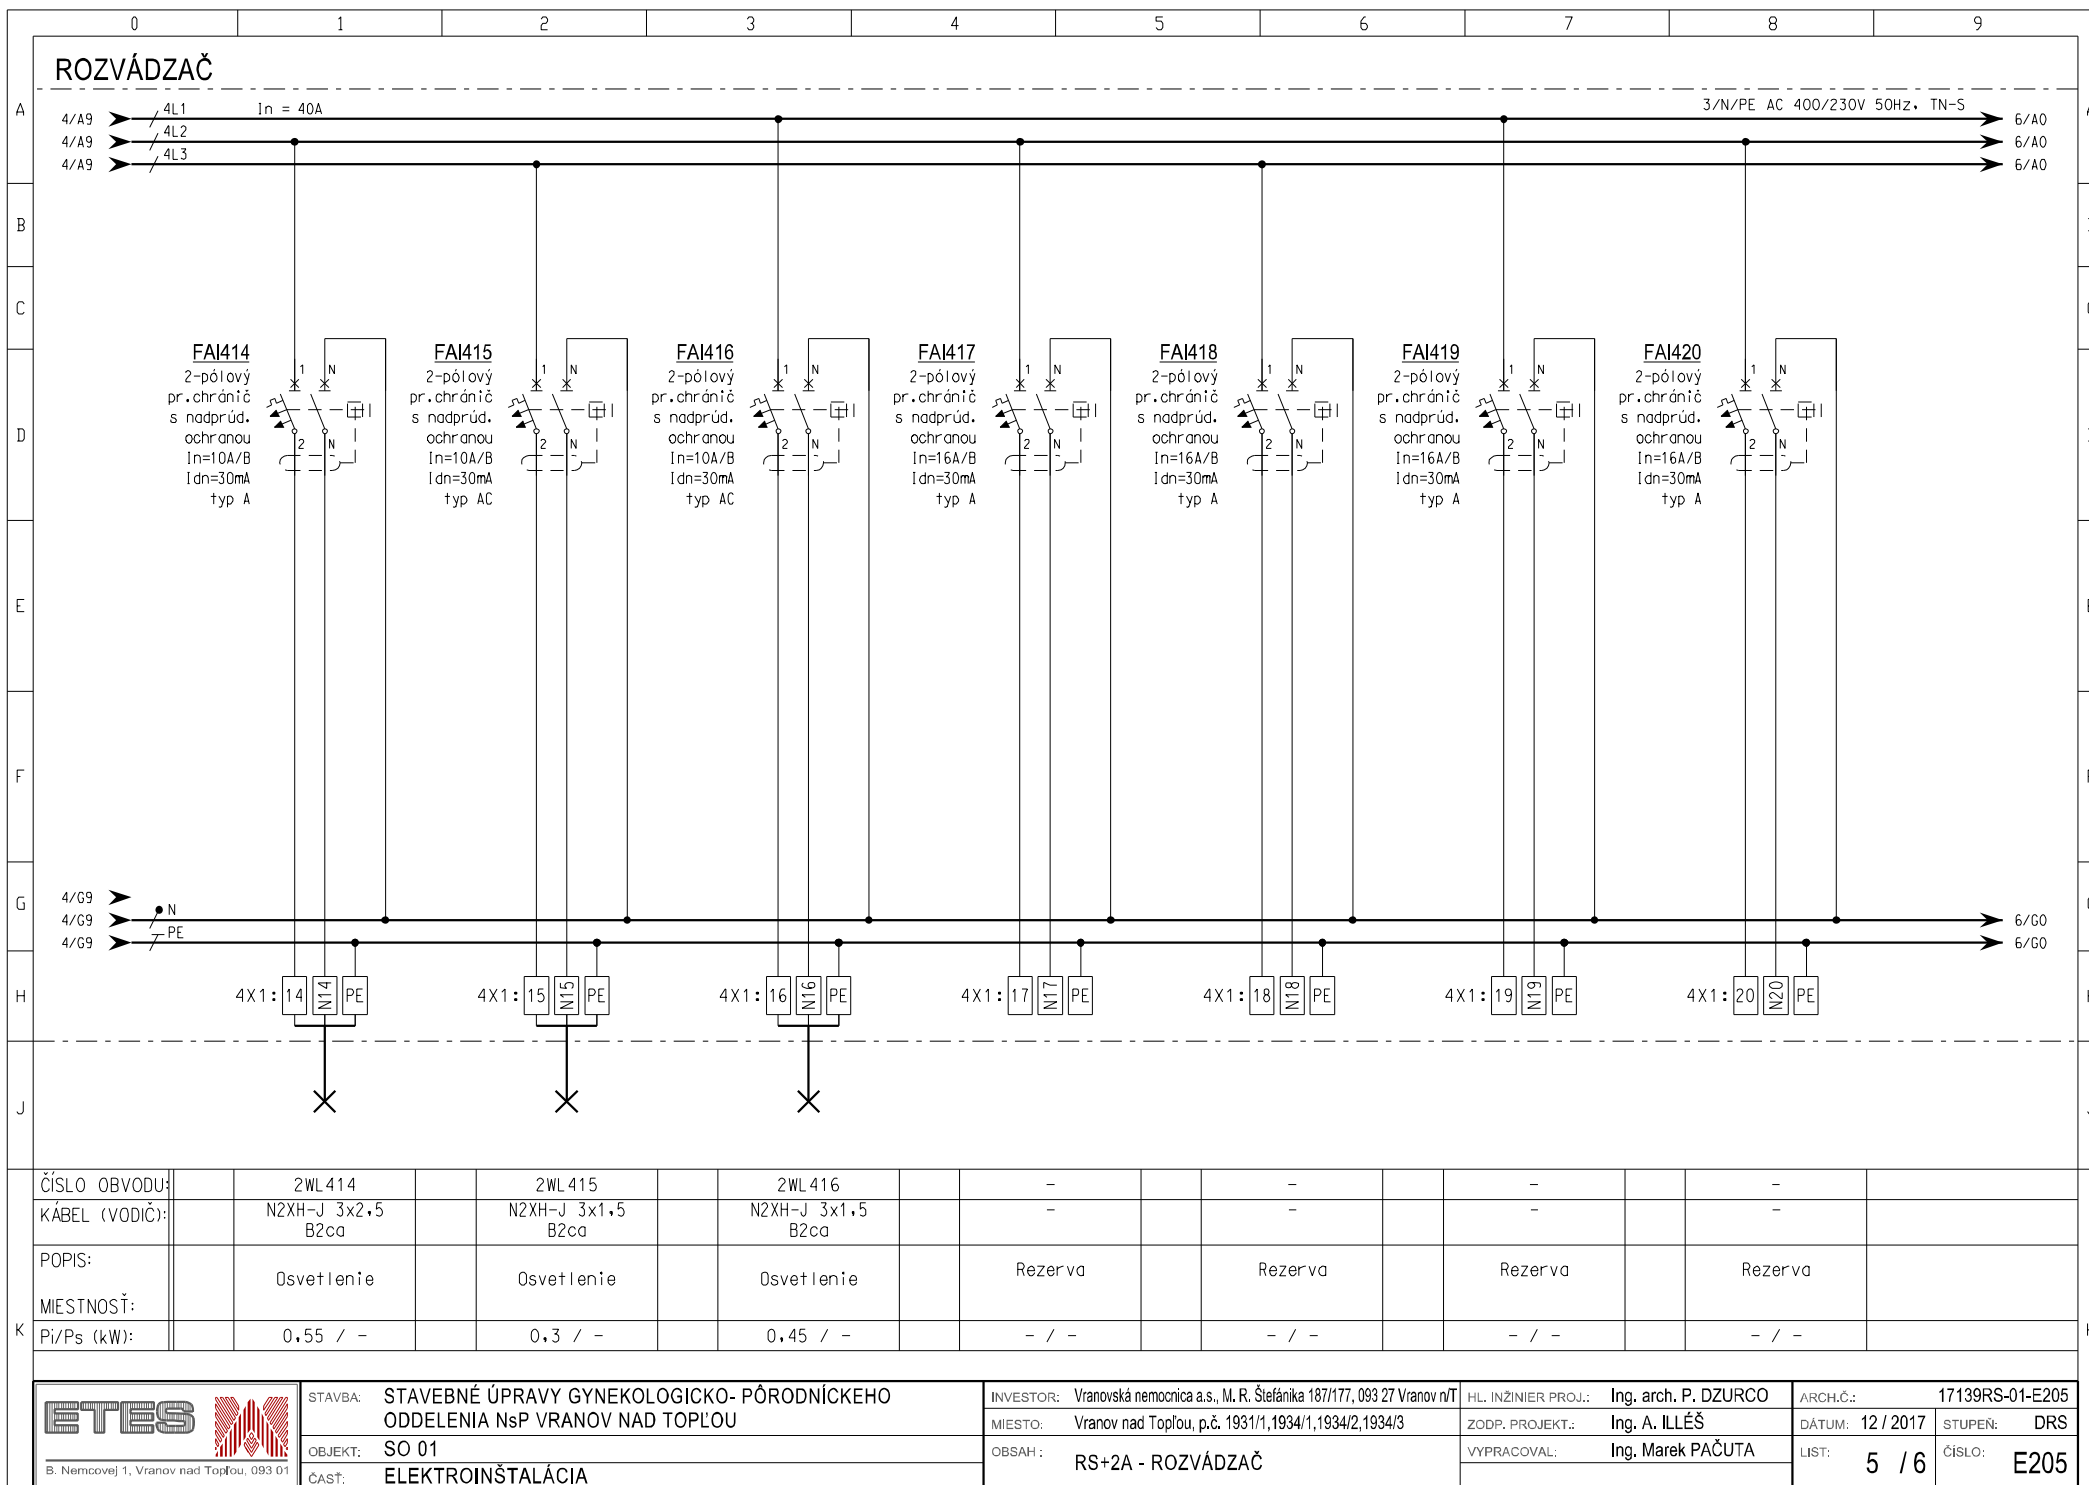 0 1 2 3 4 5 6 7 8 9
ROZVÁDZAČ
A
4/A9 4L1 In = 40A 3/N/PE AC 400/230V 50Hz, TN-S 6/A0
4/A9 4L2 6/A0
4/A9 4L3 6/A0
B
C
D
FAI414
2-pólový
pr.chránič
s nadprúd.
ochranou
In=10A/B
Idn=30mA
typ A
1 N
2 N
FAI415
2-pólový
pr.chránič
s nadprúd.
ochranou
In=10A/B
Idn=30mA
typ AC
1 N
2 N
FAI416
2-pólový
pr.chránič
s nadprúd.
ochranou
In=10A/B
Idn=30mA
typ AC
1 N
2 N
FAI417
2-pólový
pr.chránič
s nadprúd.
ochranou
In=16A/B
Idn=30mA
typ A
1 N
2 N
FAI418
2-pólový
pr.chránič
s nadprúd.
ochranou
In=16A/B
Idn=30mA
typ A
1 N
2 N
FAI419
2-pólový
pr.chránič
s nadprúd.
ochranou
In=16A/B
Idn=30mA
typ A
1 N
2 N
FAI420
2-pólový
pr.chránič
s nadprúd.
ochranou
In=16A/B
Idn=30mA
typ A
1 N
2 N
E
F
G
4/G9
4/G9 N 6/G0
4/G9 PE 6/G0
H
4X1: 14 N14 PE 4X1: 15 N15 PE 4X1: 16 N16 PE 4X1: 17 N17 PE 4X1: 18 N18 PE 4X1: 19 N19 PE 4X1: 20 N20 PE
J
K
ČÍSLO OBVODU: 2WL414 2WL415 2WL416 - - - -
KÁBEL (VODIČ): N2XH-J 3x2,5 N2XH-J 3x1,5 N2XH-J 3x1,5 - - - -
B2ca B2ca B2ca
POPIS: Osvetlenie Osvetlenie Osvetlenie Rezerva Rezerva Rezerva Rezerva
MIESTNOSŤ:
Pi/Ps (kW): 0,55 / - 0,3 / - 0,45 / - - / - - / - - / - - / -
ETES
B. Nemcovej 1, Vranov nad Topľou, 093 01
STAVBA: STAVEBNÉ ÚPRAVY GYNEKOLOGICKO- PÔRODNÍCKEHO
ODDELENIA NsP VRANOV NAD TOPĽOU
OBJEKT: SO 01
ČASŤ: ELEKTROINŠTALÁCIA
INVESTOR: Vranovská nemocnica a.s., M. R. Štefánika 187/177, 093 27 Vranov n/T
MIESTO: Vranov nad Topľou, p.č. 1931/1,1934/1,1934/2,1934/3
OBSAH : RS+2A - ROZVÁDZAČ
HL. INŽINIER PROJ.: Ing. arch. P. DZURCO
ZODP. PROJEKT.: Ing. A. ILLÉŠ
VYPRACOVAL: Ing. Marek PAČUTA
ARCH.Č.: 17139RS-01-E205
DÁTUM: 12 / 2017 STUPEŇ: DRS
LIST: 5 / 6 ČÍSLO: E205